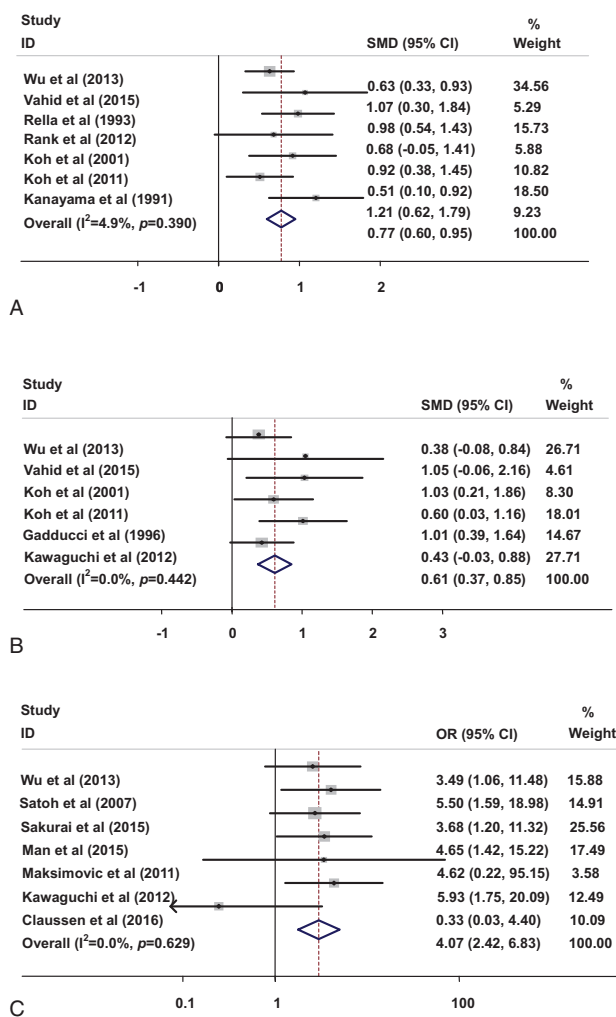 Study %
ID SMD (95% CI) Weight
Wu et al (2013) 0.63 (0.33, 0.93) 34.56
Vahid et al (2015) 1.07 (0.30, 1.84) 5.29
Rella et al (1993) 0.98 (0.54, 1.43) 15.73
Rank et al (2012) 0.68 (-0.05, 1.41) 5.88
Koh et al (2001) 0.92 (0.38, 1.45) 10.82
Koh et al (2011) 0.51 (0.10, 0.92) 18.50
Kanayama et al (1991) 1.21 (0.62, 1.79) 9.23
Overall (I²=4.9%, p=0.390) 0.77 (0.60, 0.95) 100.00
-1 0 1 2
A
Study %
ID SMD (95% CI) Weight
Wu et al (2013) 0.38 (-0.08, 0.84) 26.71
Vahid et al (2015) 1.05 (-0.06, 2.16) 4.61
Koh et al (2001) 1.03 (0.21, 1.86) 8.30
Koh et al (2011) 0.60 (0.03, 1.16) 18.01
Gadducci et al (1996) 1.01 (0.39, 1.64) 14.67
Kawaguchi et al (2012) 0.43 (-0.03, 0.88) 27.71
Overall (I²=0.0%, p=0.442) 0.61 (0.37, 0.85) 100.00
-1 0 1 2 3
B
Study %
ID OR (95% CI) Weight
Wu et al (2013) 3.49 (1.06, 11.48) 15.88
Satoh et al (2007) 5.50 (1.59, 18.98) 14.91
Sakurai et al (2015) 3.68 (1.20, 11.32) 25.56
Man et al (2015) 4.65 (1.42, 15.22) 17.49
Maksimovic et al (2011) 4.62 (0.22, 95.15) 3.58
Kawaguchi et al (2012) 5.93 (1.75, 20.09) 12.49
Claussen et al (2016) 0.33 (0.03, 4.40) 10.09
Overall (I²=0.0%, p=0.629) 4.07 (2.42, 6.83) 100.00
0.1 1 100
C